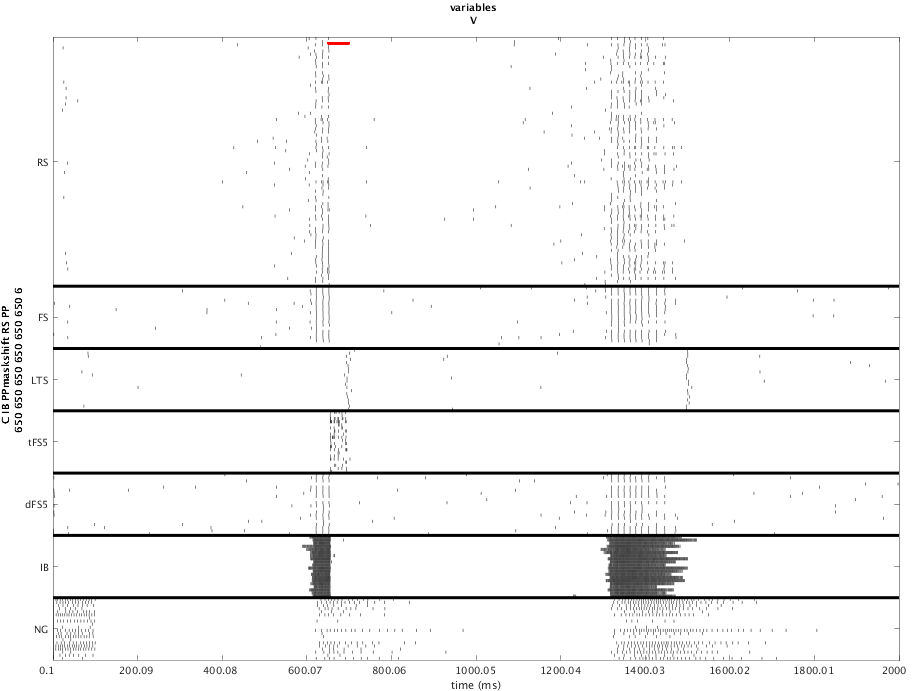 variables
V
RS
FS
LTS
tFS5
dFS5
IB
NG
C IB PPmaskshift RS PP
650 650 650 650 650 650 6
0.1 200.09 400.08 600.07 800.06 1000.05 1200.04 1400.03 1600.02 1800.01 2000
time (ms)